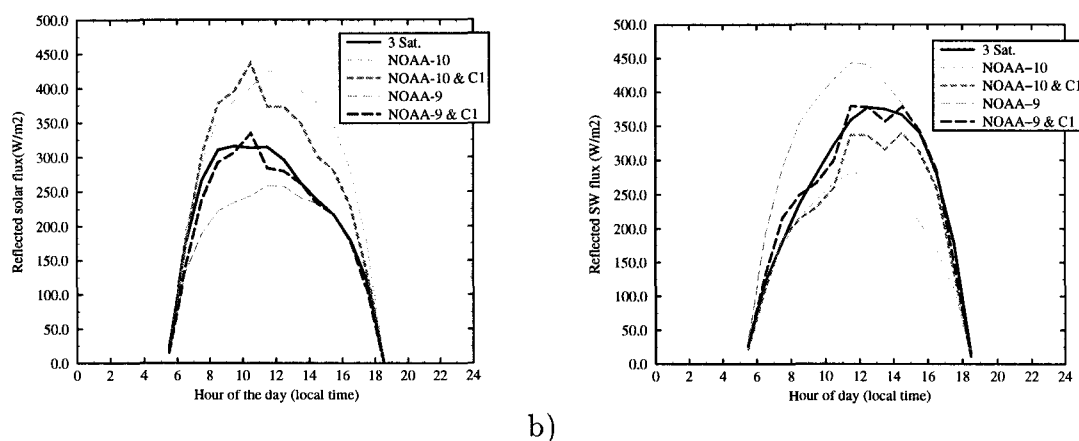 500.0
450.0
400.0
350.0
300.0
250.0
200.0
150.0
100.0
50.0
0.0
Reflected solar flux(W/m2)
3 Sat.
NOAA-10
NOAA-10 & C1
NOAA-9
NOAA-9 & C1
0 2 4 6 8 10 12 14 16 18 20 22 24
Hour of the day (local time)
b)
500.0
450.0
400.0
350.0
300.0
250.0
200.0
150.0
100.0
50.0
0.0
Reflected SW flux (W/m2)
3 Sat.
NOAA-10
NOAA-10 & C1
NOAA-9
NOAA-9 & C1
0 2 4 6 8 10 12 14 16 18 20 22 24
Hour of day (local time)